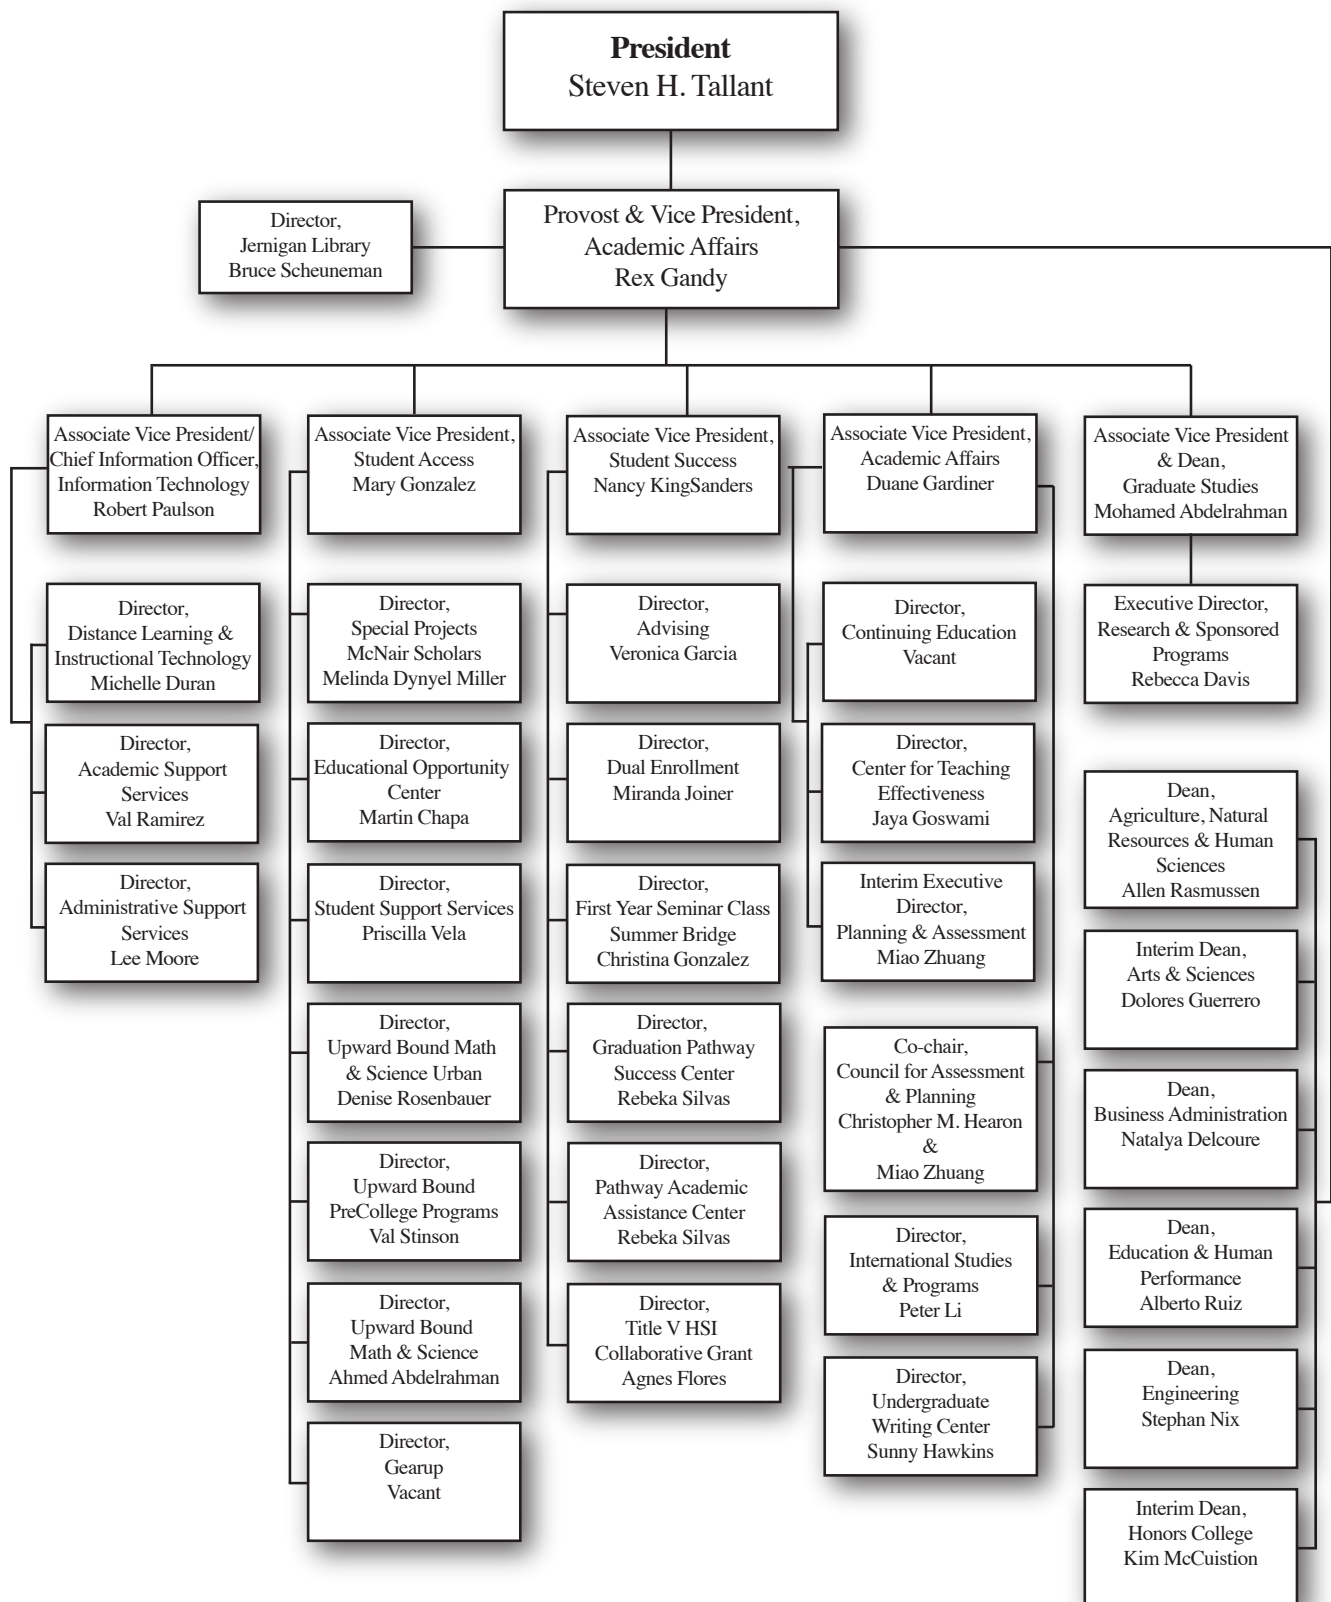 President
Steven H. Tallant
Provost & Vice President,
Academic Affairs
Rex Gandy
Director,
Jernigan Library
Bruce Scheuneman
Associate Vice President/
Chief Information Officer,
Information Technology
Robert Paulson
Director,
Distance Learning &
Instructional Technology
Michelle Duran
Director,
Academic Support
Services
Val Ramirez
Director,
Administrative Support
Services
Lee Moore
Associate Vice President,
Student Access
Mary Gonzalez
Director,
Special Projects
McNair Scholars
Melinda Dynyel Miller
Director,
Educational Opportunity
Center
Martin Chapa
Director,
Student Support Services
Priscilla Vela
Director,
Upward Bound Math
& Science Urban
Denise Rosenbauer
Director,
Upward Bound
PreCollege Programs
Val Stinson
Director,
Upward Bound
Math & Science
Ahmed Abdelrahman
Director,
Gearup
Vacant
Associate Vice President,
Student Success
Nancy KingSanders
Director,
Advising
Veronica Garcia
Director,
Dual Enrollment
Miranda Joiner
Director,
First Year Seminar Class
Summer Bridge
Christina Gonzalez
Director,
Graduation Pathway
Success Center
Rebeka Silvas
Director,
Pathway Academic
Assistance Center
Rebeka Silvas
Director,
Title V HSI
Collaborative Grant
Agnes Flores
Associate Vice President,
Academic Affairs
Duane Gardiner
Director,
Continuing Education
Vacant
Director,
Center for Teaching
Effectiveness
Jaya Goswami
Interim Executive
Director,
Planning & Assessment
Miao Zhuang
Co-chair,
Council for Assessment
& Planning
Christopher M. Hearon
&
Miao Zhuang
Director,
International Studies
& Programs
Peter Li
Director,
Undergraduate
Writing Center
Sunny Hawkins
Associate Vice President
& Dean,
Graduate Studies
Mohamed Abdelrahman
Executive Director,
Research & Sponsored
Programs
Rebecca Davis
Dean,
Agriculture, Natural
Resources & Human
Sciences
Allen Rasmussen
Interim Dean,
Arts & Sciences
Dolores Guerrero
Dean,
Business Administration
Natalya Delcoure
Dean,
Education & Human
Performance
Alberto Ruiz
Dean,
Engineering
Stephan Nix
Interim Dean,
Honors College
Kim McCuistion